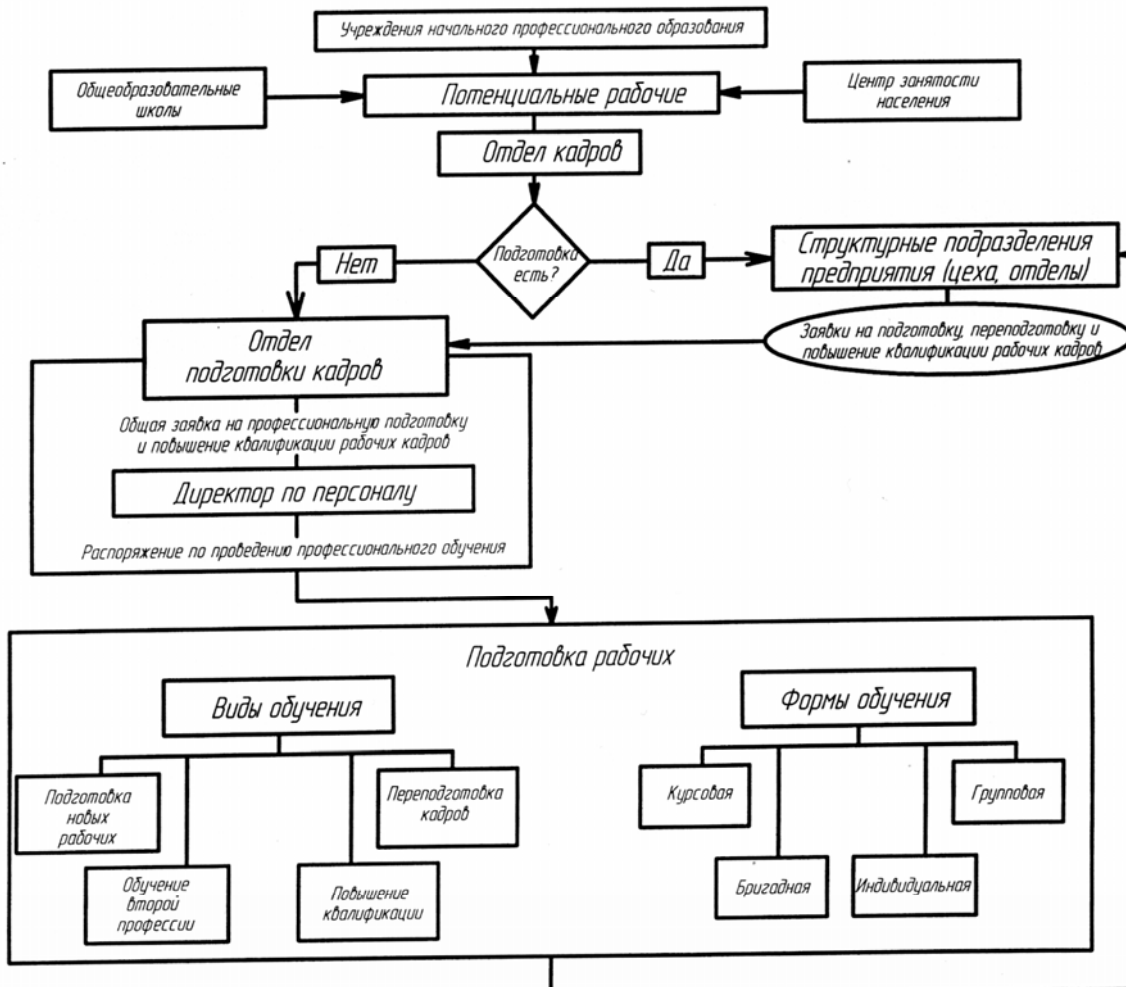 Учреждения начального профессионального образования
Общеобразовательные
школы
Потенциальные рабочие
Центр занятости
населения
Отдел кадров
Подготовка
есть?
Нет
Да
Структурные подразделения
предприятия (цеха, отделы)
Заявки на подготовку, переподготовку и
повышение квалификации рабочих кадров
Отдел
подготовки кадров
Общая заявка на профессиональную подготовку
и повышение квалификации рабочих кадров
Директор по персоналу
Распоряжение по проведению профессионального обучения
Подготовка рабочих
Виды обучения
Формы обучения
Подготовка
новых
рабочих
Переподготовка
кадров
Курсовая
Групповая
Обучение
второй
профессии
Повышение
квалификации
Бригадная
Индивидуальная